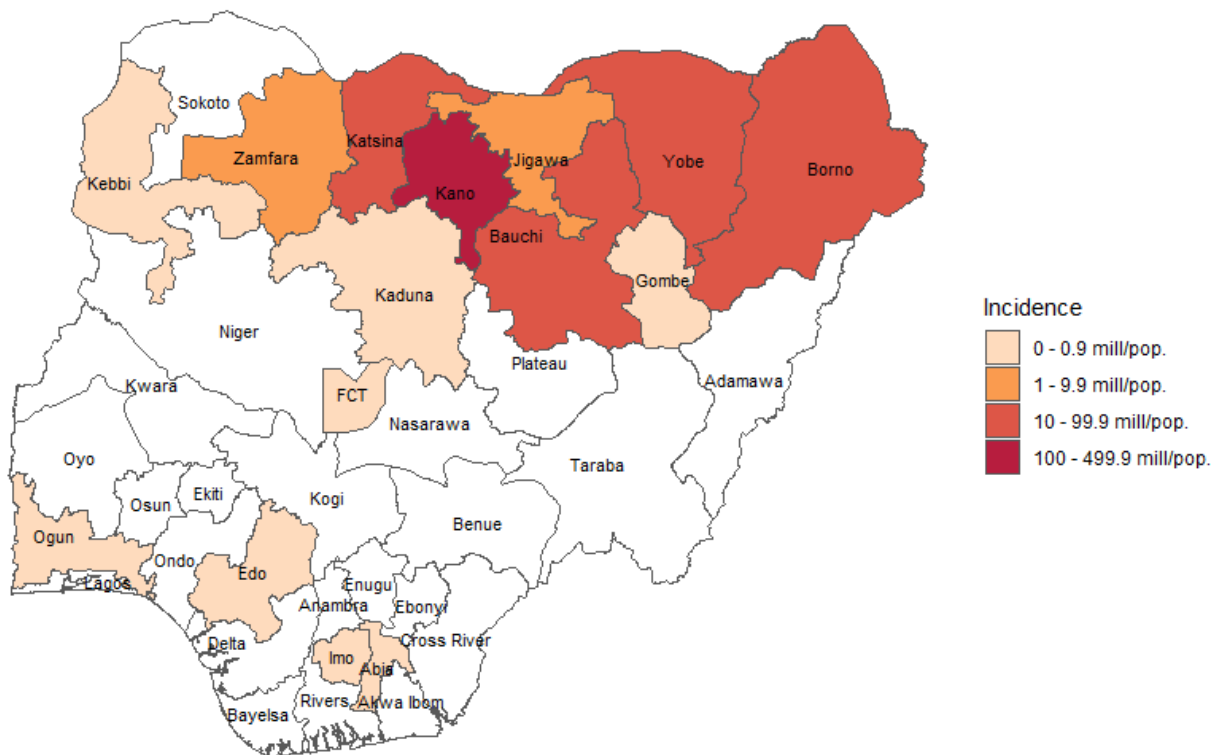 Sokoto
Katsina
Zamfara
Jigawa
Yobe
Borno
Kebbi
Kano
Bauchi
Gombe
Kaduna
Niger
Plateau
Adamawa
Kwara
FCT
Nasarawa
Oyo
Taraba
Osun
Ekiti
Kogi
Benue
Ogun
Ondo
Edo
Lagos
Enugu
Anambra
Ebonyi
Delta
Cross River
Imo
Abia
Rivers
Akwa Ibom
Bayelsa
Incidence
0 - 0.9 mill/pop.
1 - 9.9 mill/pop.
10 - 99.9 mill/pop.
100 - 499.9 mill/pop.